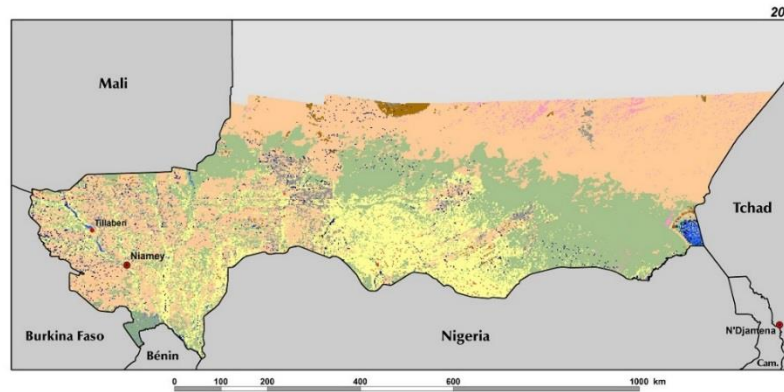 20
Mali
Tillaberi
Niamey
Tchad
Burkina Faso
Bénin
Nigeria
N'Djamena
Cam.
0 100 200 400 600 1000 km